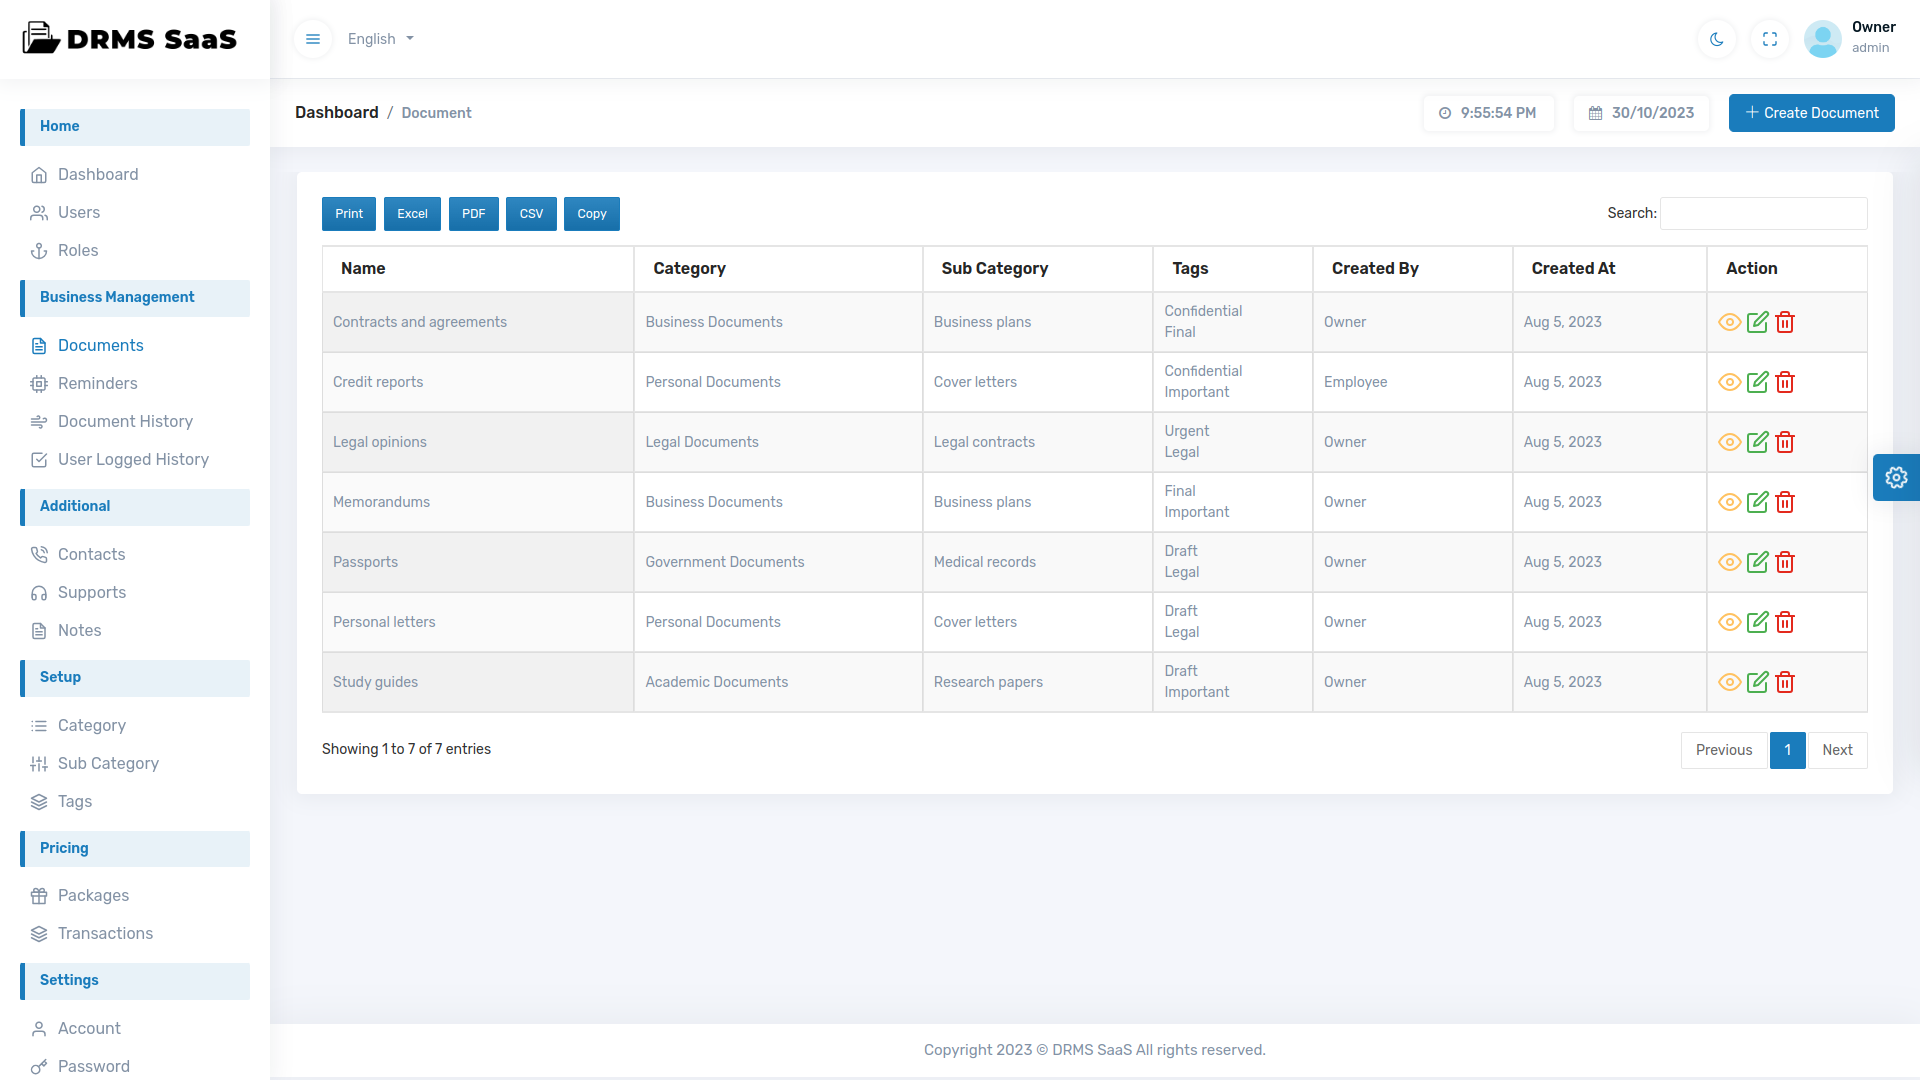 DRMS SaaS
English
Owner
admin
Home
Dashboard
Users
Roles
Business Management
Documents
Reminders
Document History
User Logged History
Additional
Contacts
Supports
Notes
Setup
Category
Sub Category
Tags
Pricing
Packages
Transactions
Settings
Account
Password
Dashboard / Document
9:55:54 PM
30/10/2023
Create Document
Print Excel PDF CSV Copy
Search:
Name Category Sub Category Tags Created By Created At Action
Contracts and agreements Business Documents Business plans Confidential Final Owner Aug 5, 2023
Credit reports Personal Documents Cover letters Confidential Important Employee Aug 5, 2023
Legal opinions Legal Documents Legal contracts Urgent Legal Owner Aug 5, 2023
Memorandums Business Documents Business plans Final Important Owner Aug 5, 2023
Passports Government Documents Medical records Draft Legal Owner Aug 5, 2023
Personal letters Personal Documents Cover letters Draft Legal Owner Aug 5, 2023
Study guides Academic Documents Research papers Draft Important Owner Aug 5, 2023
Showing 1 to 7 of 7 entries
Previous 1 Next
Copyright 2023 © DRMS SaaS All rights reserved.